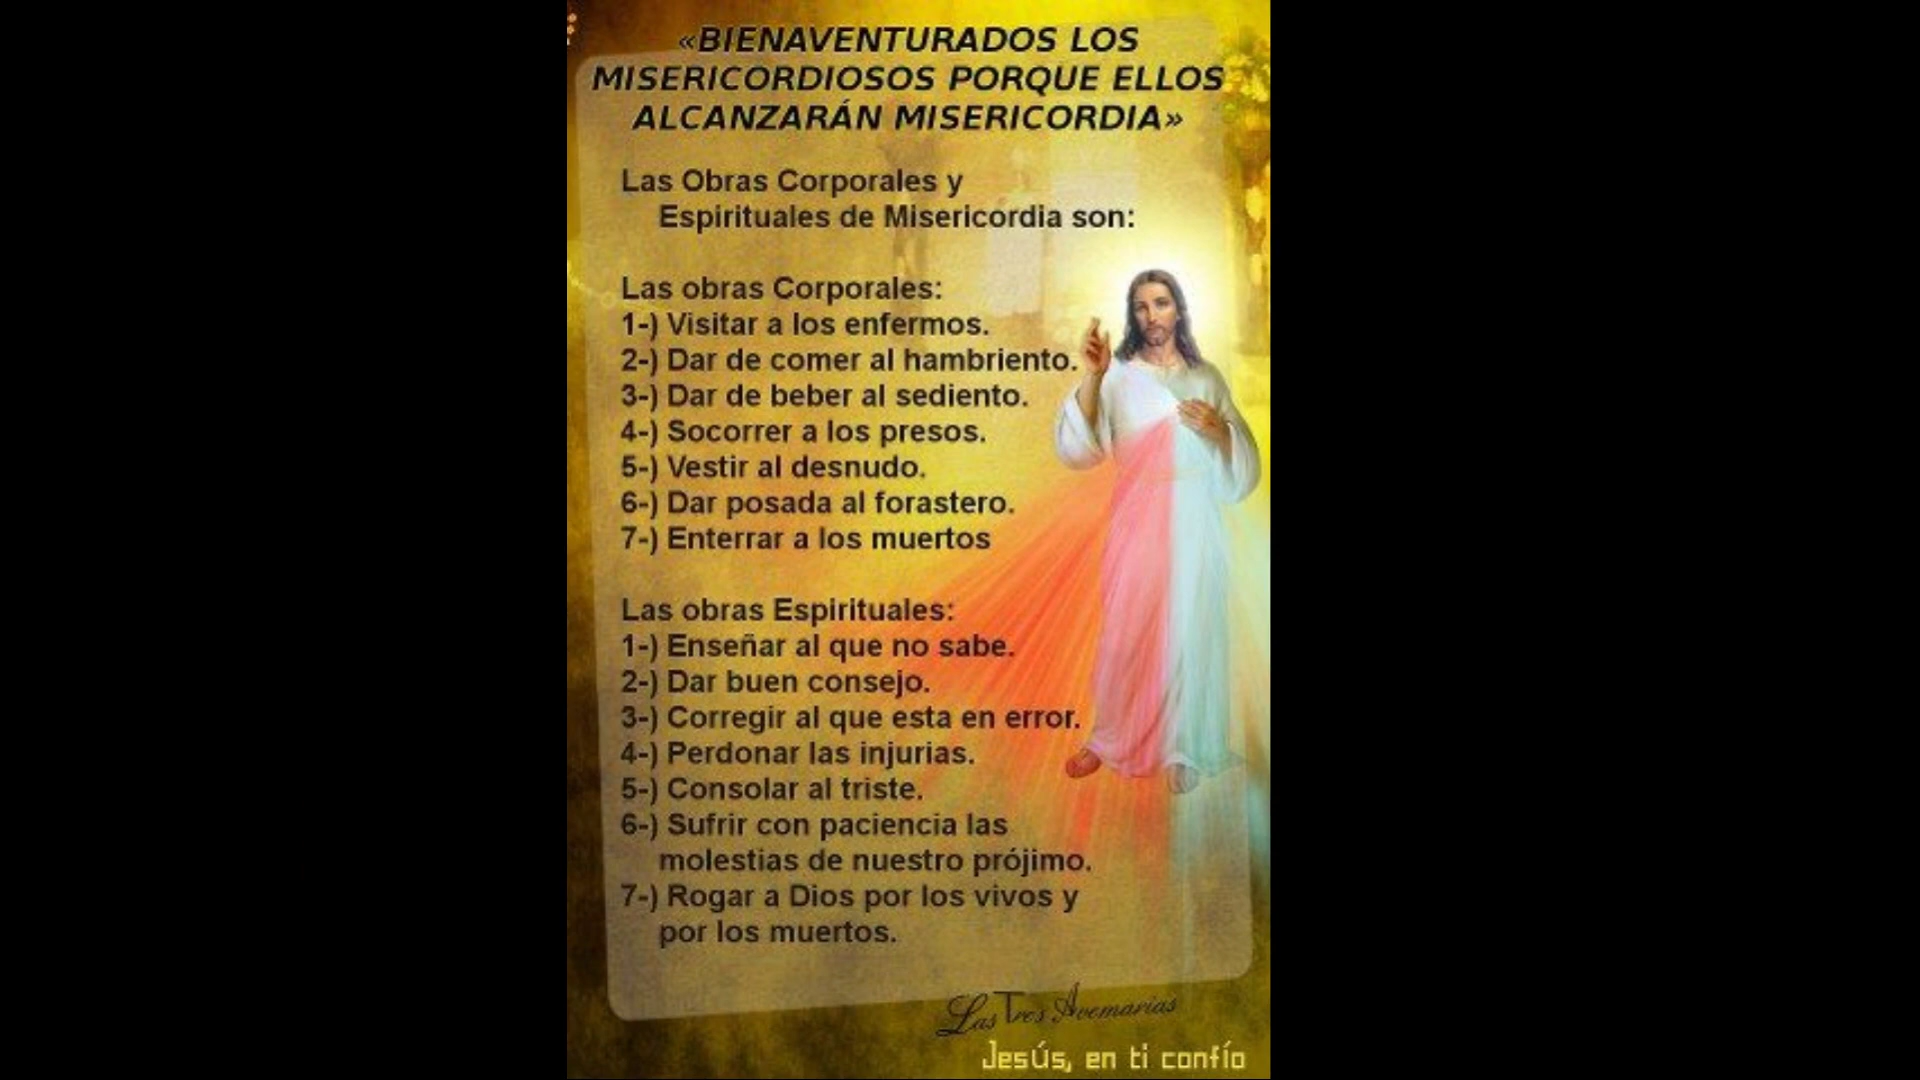 «BIENAVENTURADOS LOS
MISERICORDIOSOS PORQUE ELLOS
ALCANZARÁN MISERICORDIA»
Las Obras Corporales y
Espirituales de Misericordia son:
Las obras Corporales:
1-) Visitar a los enfermos.
2-) Dar de comer al hambriento.
3-) Dar de beber al sediento.
4-) Socorrer a los presos.
5-) Vestir al desnudo.
6-) Dar posada al forastero.
7-) Enterrar a los muertos
Las obras Espirituales:
1-) Enseñar al que no sabe.
2-) Dar buen consejo.
3-) Corregir al que esta en error.
4-) Perdonar las injurias.
5-) Consolar al triste.
6-) Sufrir con paciencia las
molestias de nuestro prójimo.
7-) Rogar a Dios por los vivos y
por los muertos.
Las Tres Avemarías
Jesús, en ti confío